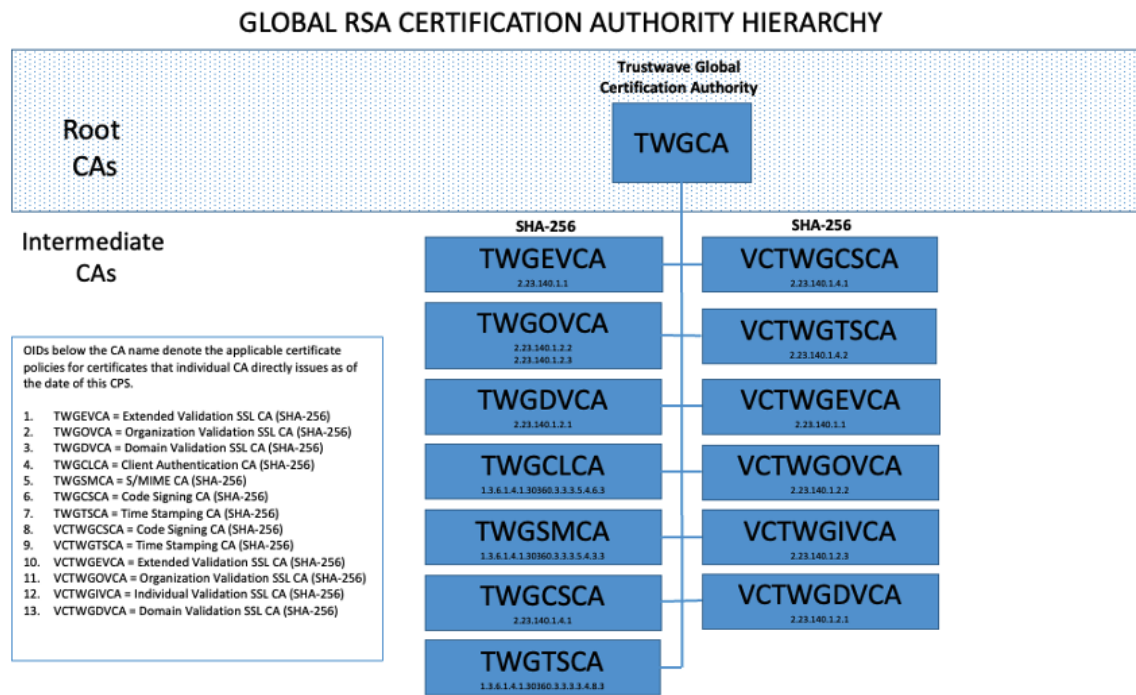 GLOBAL RSA CERTIFICATION AUTHORITY HIERARCHY
Trustwave Global
Certification Authority
Root
CAs
TWGCA
Intermediate
CAs
SHA-256
SHA-256
TWGEVCA
2.23.140.1.1
VCTWGCSCA
2.23.140.1.4.1
TWGOVCA
2.23.140.1.2.2
2.23.140.1.2.3
VCTWGTSCA
2.23.140.1.4.2
TWGDVCA
2.23.140.1.2.1
VCTWGEVCA
2.23.140.1.1
TWGCLCA
1.3.6.1.4.1.30360.3.3.3.5.4.6.3
VCTWGOVCA
2.23.140.1.2.2
TWGSMCA
1.3.6.1.4.1.30360.3.3.3.5.4.3.3
VCTWGIVCA
2.23.140.1.2.3
TWGCSCA
2.23.140.1.4.1
VCTWGDVCA
2.23.140.1.2.1
TWGTSCA
1.3.6.1.4.1.30360.3.3.3.3.4.8.3
OIDs below the CA name denote the applicable certificate
policies for certificates that individual CA directly issues as of
the date of this CPS.
1. TWGEVCA = Extended Validation SSL CA (SHA-256)
2. TWGOVCA = Organization Validation SSL CA (SHA-256)
3. TWGDVCA = Domain Validation SSL CA (SHA-256)
4. TWGCLCA = Client Authentication CA (SHA-256)
5. TWGSMCA = S/MIME CA (SHA-256)
6. TWGCSCA = Code Signing CA (SHA-256)
7. TWGTSCA = Time Stamping CA (SHA-256)
8. VCTWGCSCA = Code Signing CA (SHA-256)
9. VCTWGTSCA = Time Stamping CA (SHA-256)
10. VCTWGEVCA = Extended Validation SSL CA (SHA-256)
11. VCTWGOVCA = Organization Validation SSL CA (SHA-256)
12. VCTWGIVCA = Individual Validation SSL CA (SHA-256)
13. VCTWGDVCA = Domain Validation SSL CA (SHA-256)